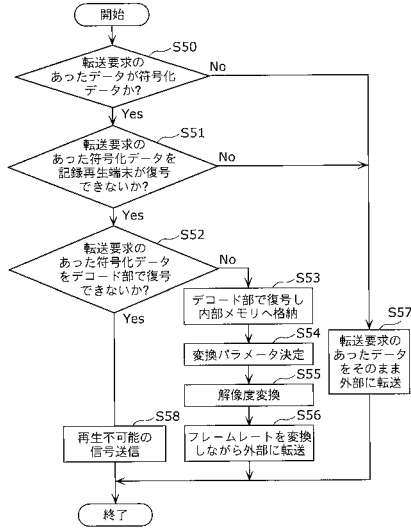 開始
S50
転送要求の
あったデータが符号化
データか?
No
Yes
S51
転送要求の
あった符号化データを
記録再生端末が復号
できないか?
No
Yes
S52
転送要求の
あった符号化データ
をデコード部で復号
できないか?
No
Yes
S53
デコード部で復号し
内部メモリへ格納
S54
変換パラメータ決定
S55
解像度変換
S56
フレームレートを変換
しながら外部に転送
S57
転送要求の
あったデータ
をそのまま
外部に転送
S58
再生不可能の
信号送信
終了